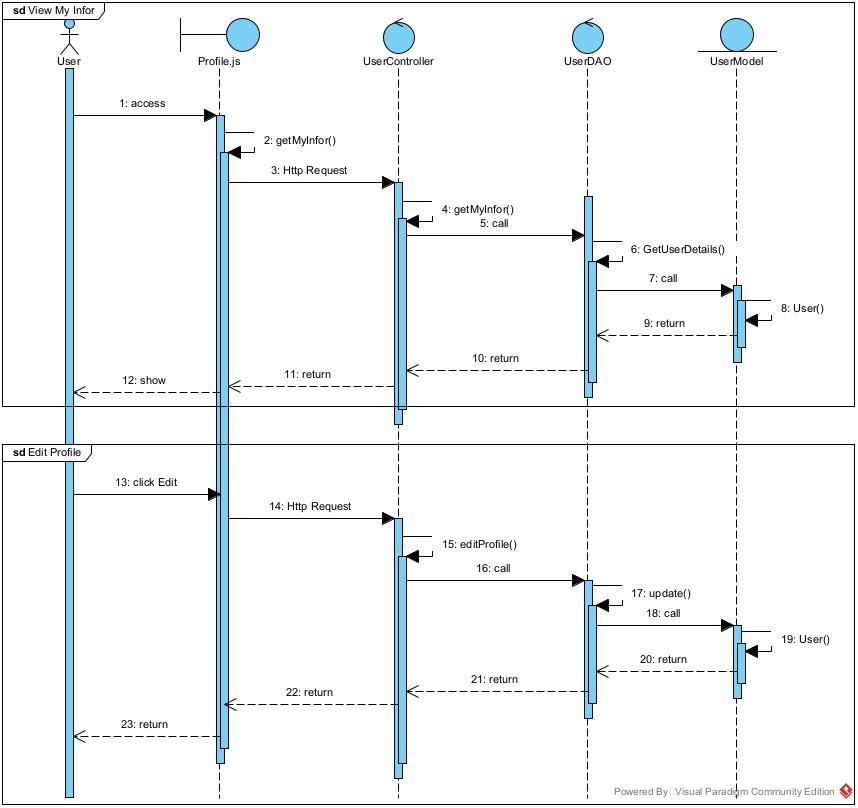 sd View My Infor
User
Profile.js
UserController
UserDAO
UserModel
1: access
2: getMyInfor()
3: Http Request
4: getMyInfor()
5: call
6: GetUserDetails()
7: call
8: User()
9: return
10: return
11: return
12: show
sd Edit Profile
13: click Edit
14: Http Request
15: editProfile()
16: call
17: update()
18: call
19: User()
20: return
21: return
22: return
23: return
Powered By Visual Paradigm Community Edition